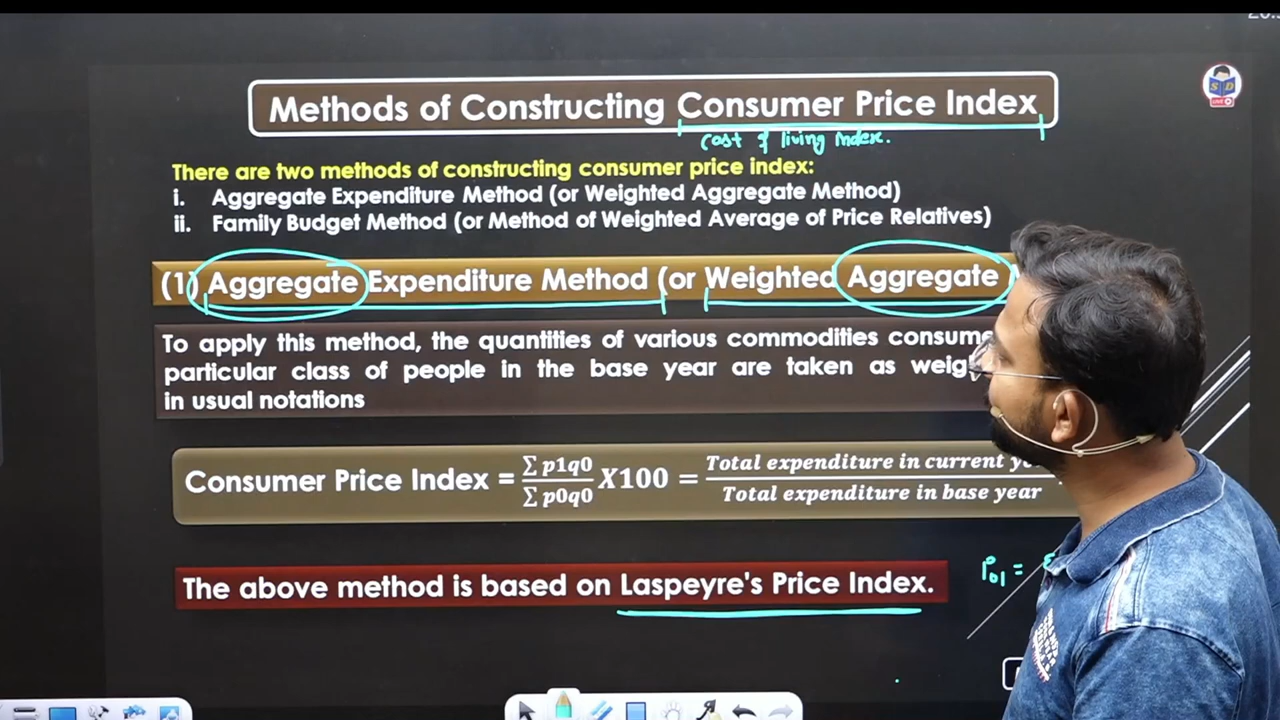 Methods of Constructing Consumer Price Index
cost of living index.
There are two methods of constructing consumer price index:
i. Aggregate Expenditure Method (or Weighted Aggregate Method)
ii. Family Budget Method (or Method of Weighted Average of Price Relatives)
(1) Aggregate Expenditure Method (or Weighted Aggregate
To apply this method, the quantities of various commodities
particular class of people in the base year are taken as
in usual notations
Consumer Price Index = ∑ p1q0 / ∑ p0q0 X100 = Total expenditure in current / Total expenditure in base year
The above method is based on Laspeyre's Price Index.
P01 =
S D
LIVE